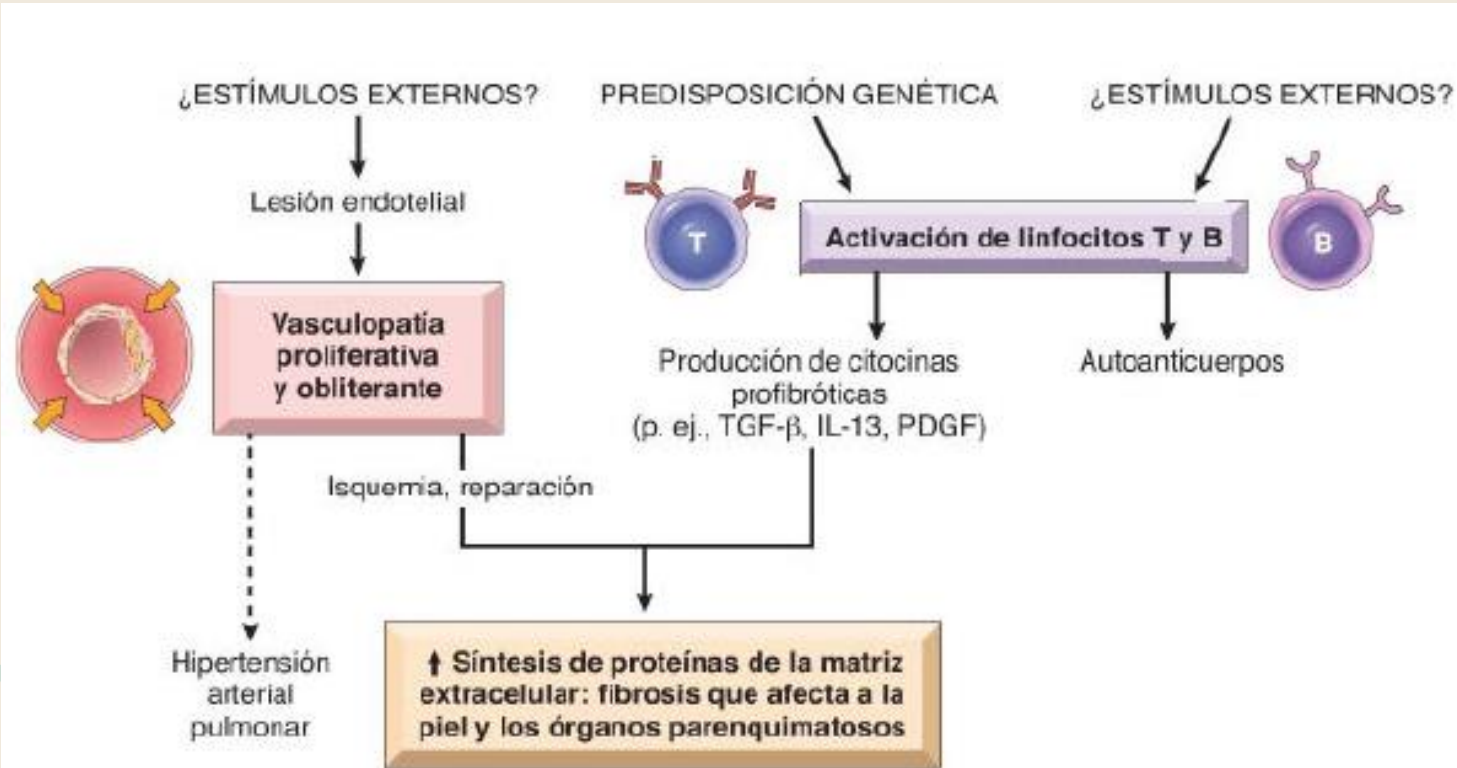 ¿ESTÍMULOS EXTERNOS?
PREDISPOSICIÓN GENÉTICA
¿ESTÍMULOS EXTERNOS?
Lesión endotelial
T
Activación de linfocitos T y B
B
Vasculopatía
proliferativa
y obliterante
Producción de citocinas
profibróticas
(p. ej., TGF-β, IL-13, PDGF)
Autoanticuerpos
Isquemia, reparación
Hipertensión
arterial
pulmonar
↑ Síntesis de proteínas de la matriz
extracelular: fibrosis que afecta a la
piel y los órganos parenquimatosos